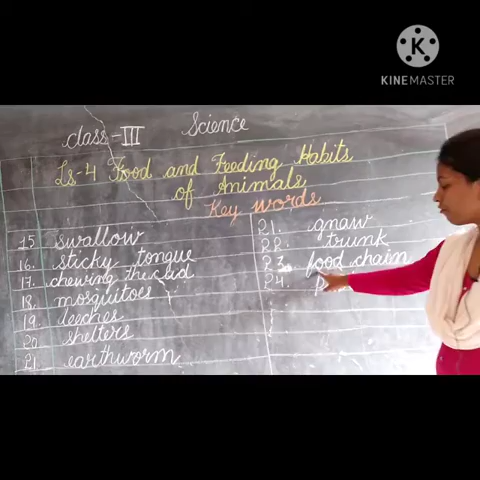 KINEMASTER
class-III Science
Ls-4 Food and Feeding Habits
of Animals
Key words
15 swallow
16. sticky tongue
17. chewing the cud
18. mosquitoes
19. leeches
20. shelters
21. earthworm
21. gnaw
22. trunk
23. food chain
24.